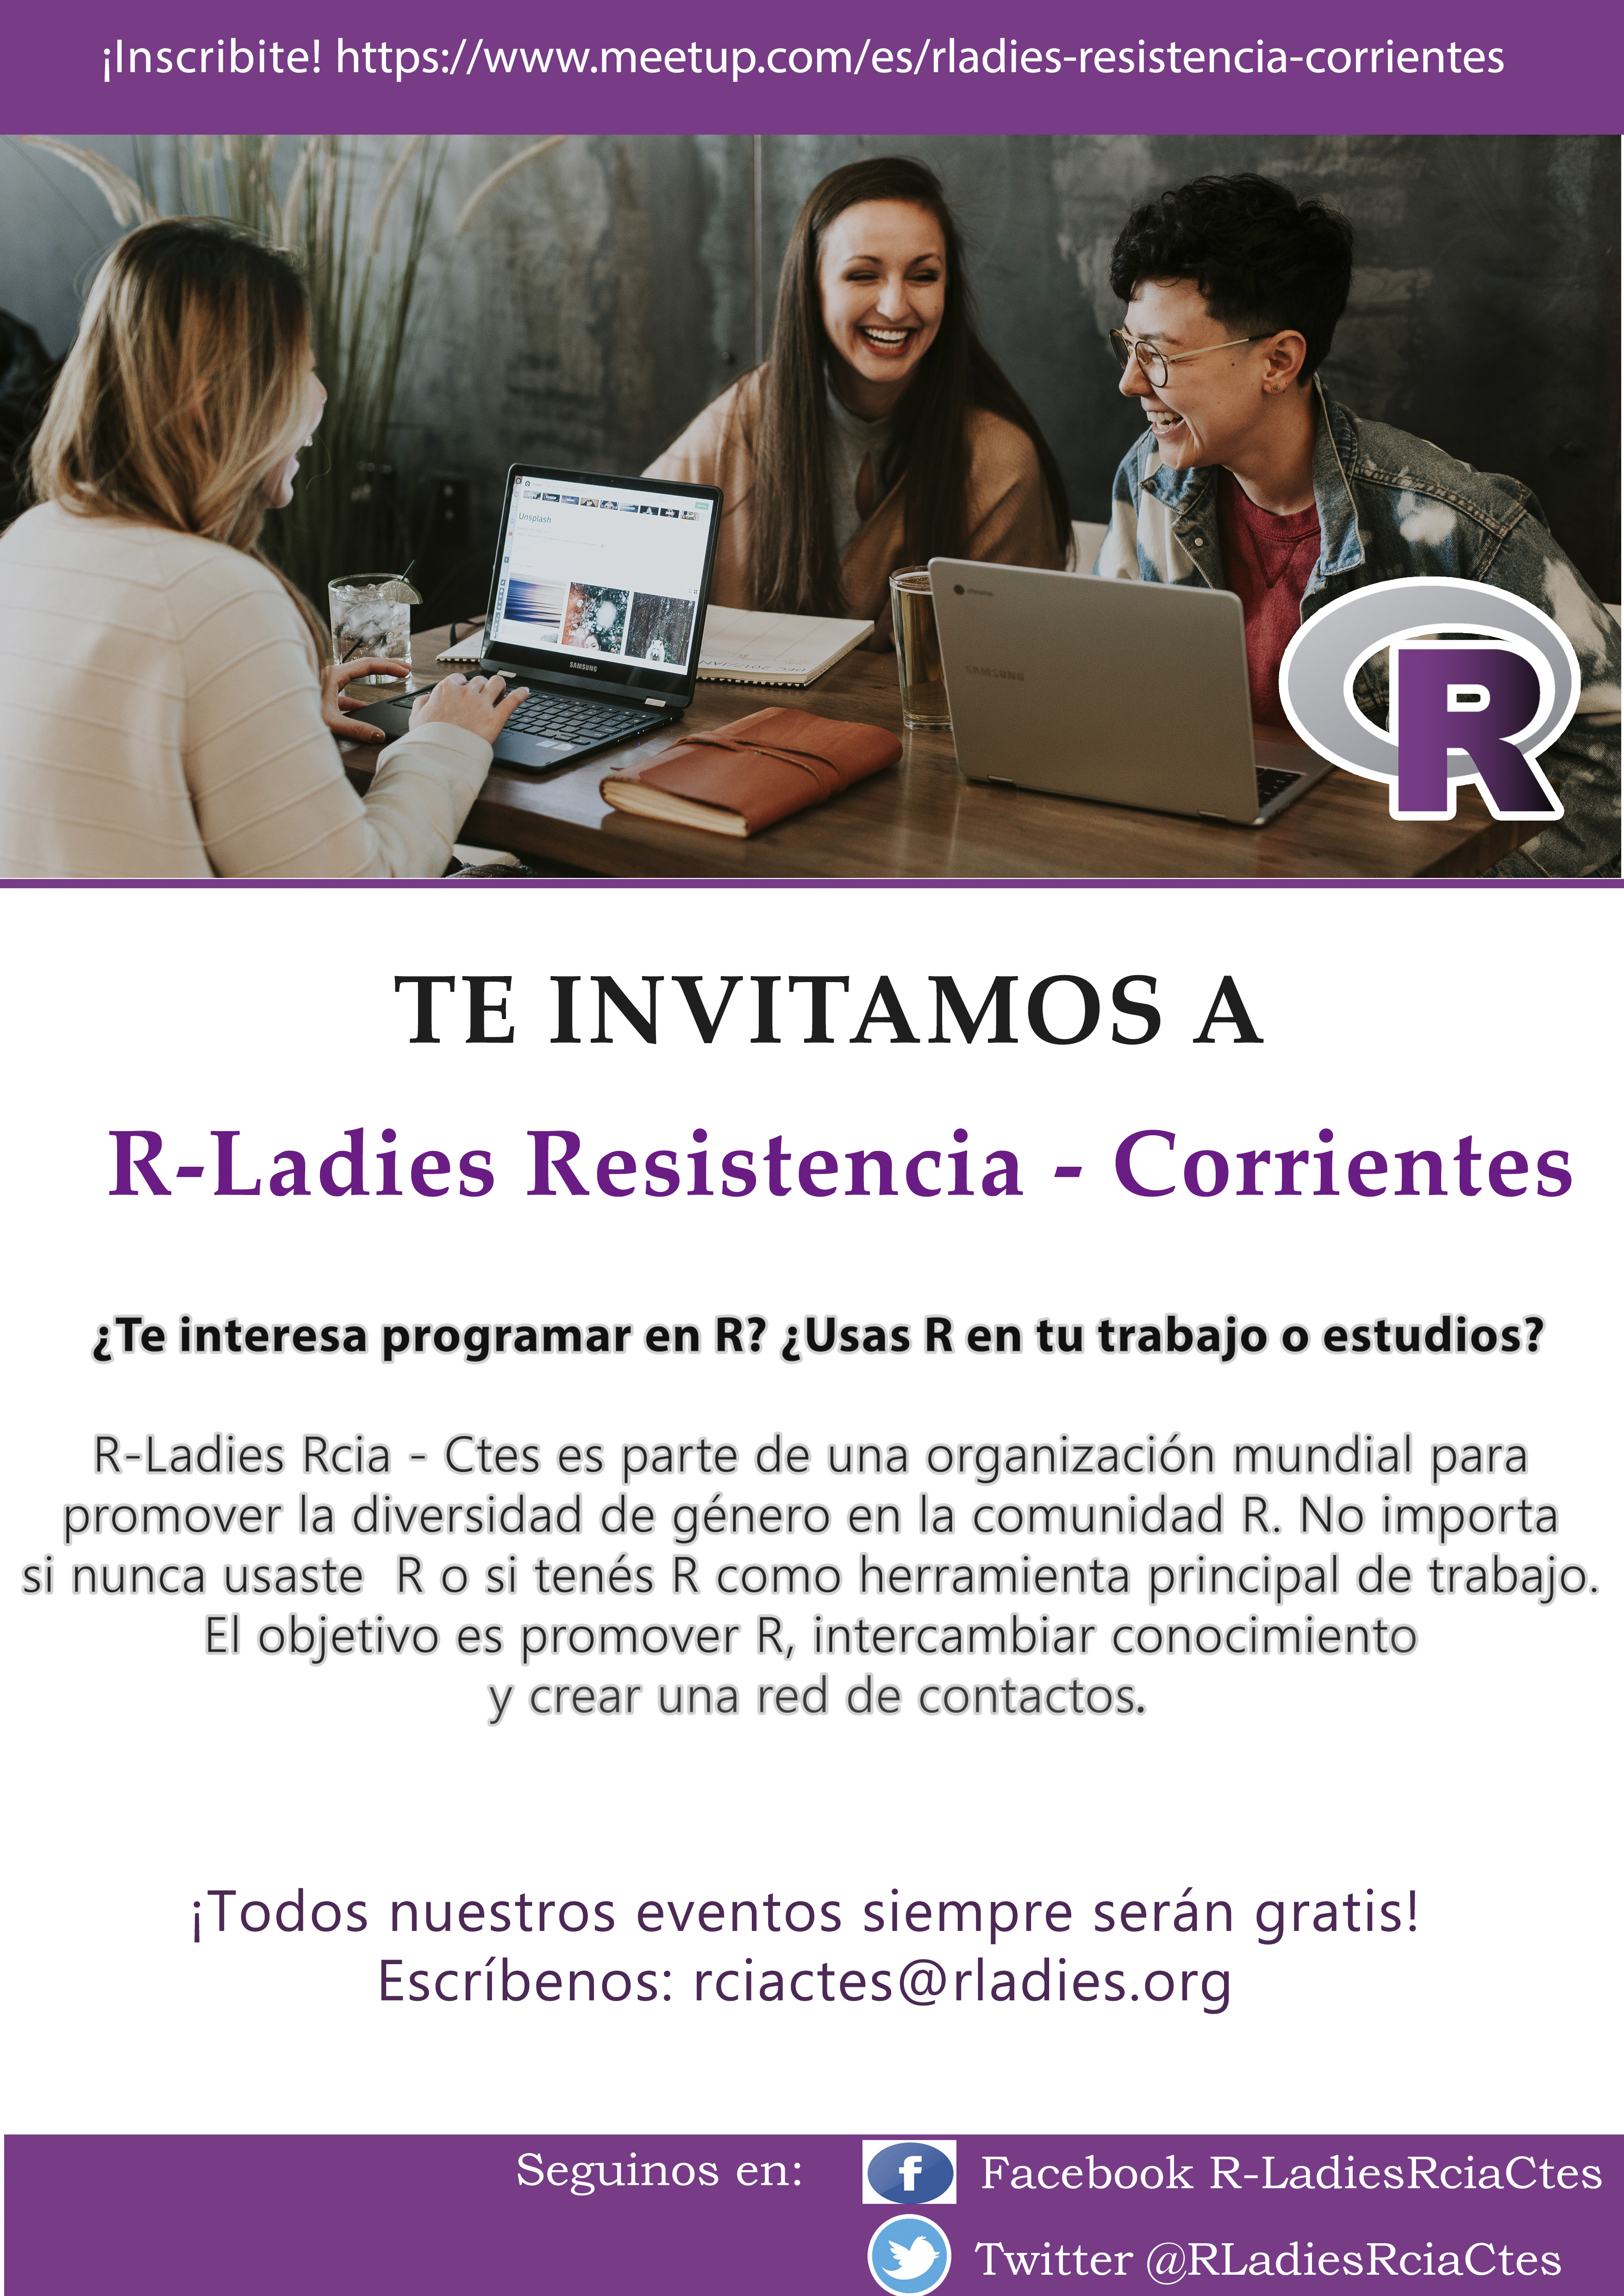 ¡Inscribite! https://www.meetup.com/es/rladies-resistencia-corrientes
Unsplash
SAMSUNG
DEC 2017/JAN
chrome
SAMSUNG
R
TE INVITAMOS A
R-Ladies Resistencia - Corrientes
¿Te interesa programar en R? ¿Usas R en tu trabajo o estudios?
R-Ladies Rcia - Ctes es parte de una organización mundial para
promover la diversidad de género en la comunidad R. No importa
si nunca usaste R o si tenés R como herramienta principal de trabajo.
El objetivo es promover R, intercambiar conocimiento
y crear una red de contactos.
¡Todos nuestros eventos siempre serán gratis!
Escríbenos: rciactes@rladies.org
Seguinos en:
f Facebook R-LadiesRciaCtes
Twitter @RLadiesRciaCtes